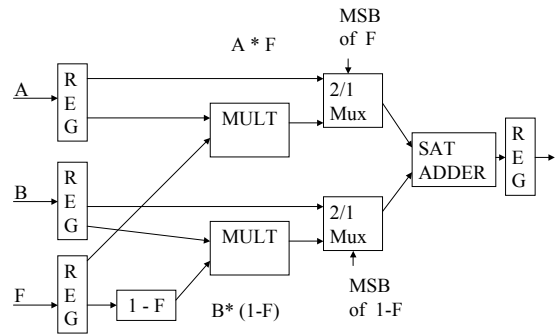 MSB
of F
A * F
A
R
E
G
2/1
Mux
MULT
SAT
ADDER
R
E
G
B
R
E
G
2/1
Mux
MULT
F
R
E
G
1 - F
B* (1-F)
MSB
of 1-F